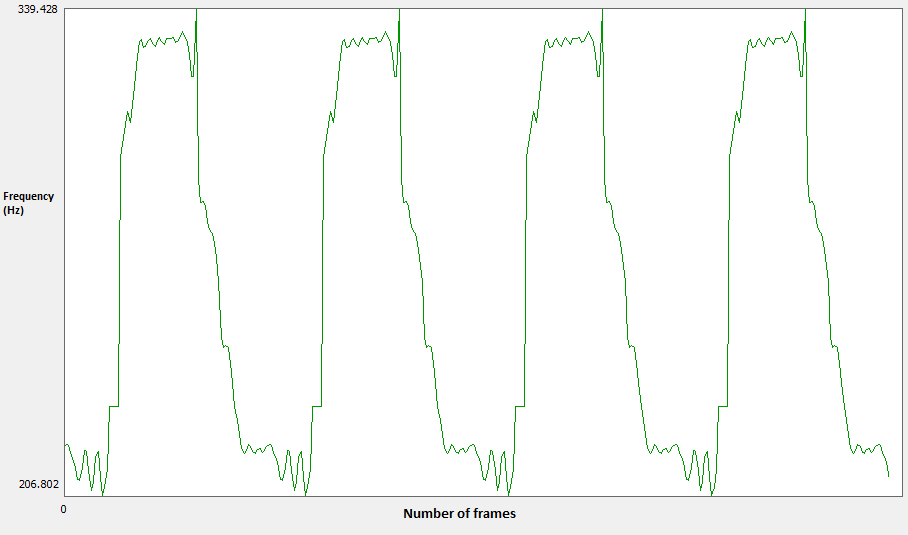 339.428
Frequency
(Hz)
206.802
0
Number of frames